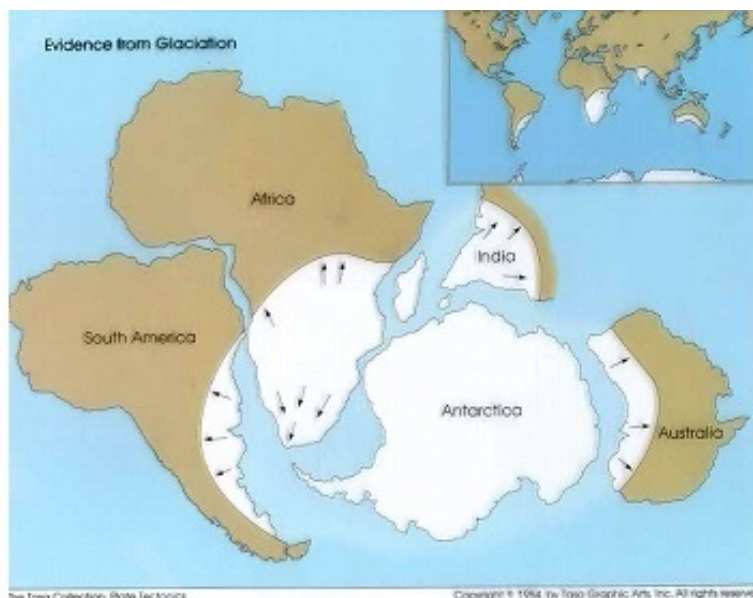 Evidence from Glaciation
Africa
India
South America
Antarctica
Australia
The Tasa Collection: Plate Tectonics
Copyright © 1984 by Tasa Graphic Arts, Inc. All rights reserve